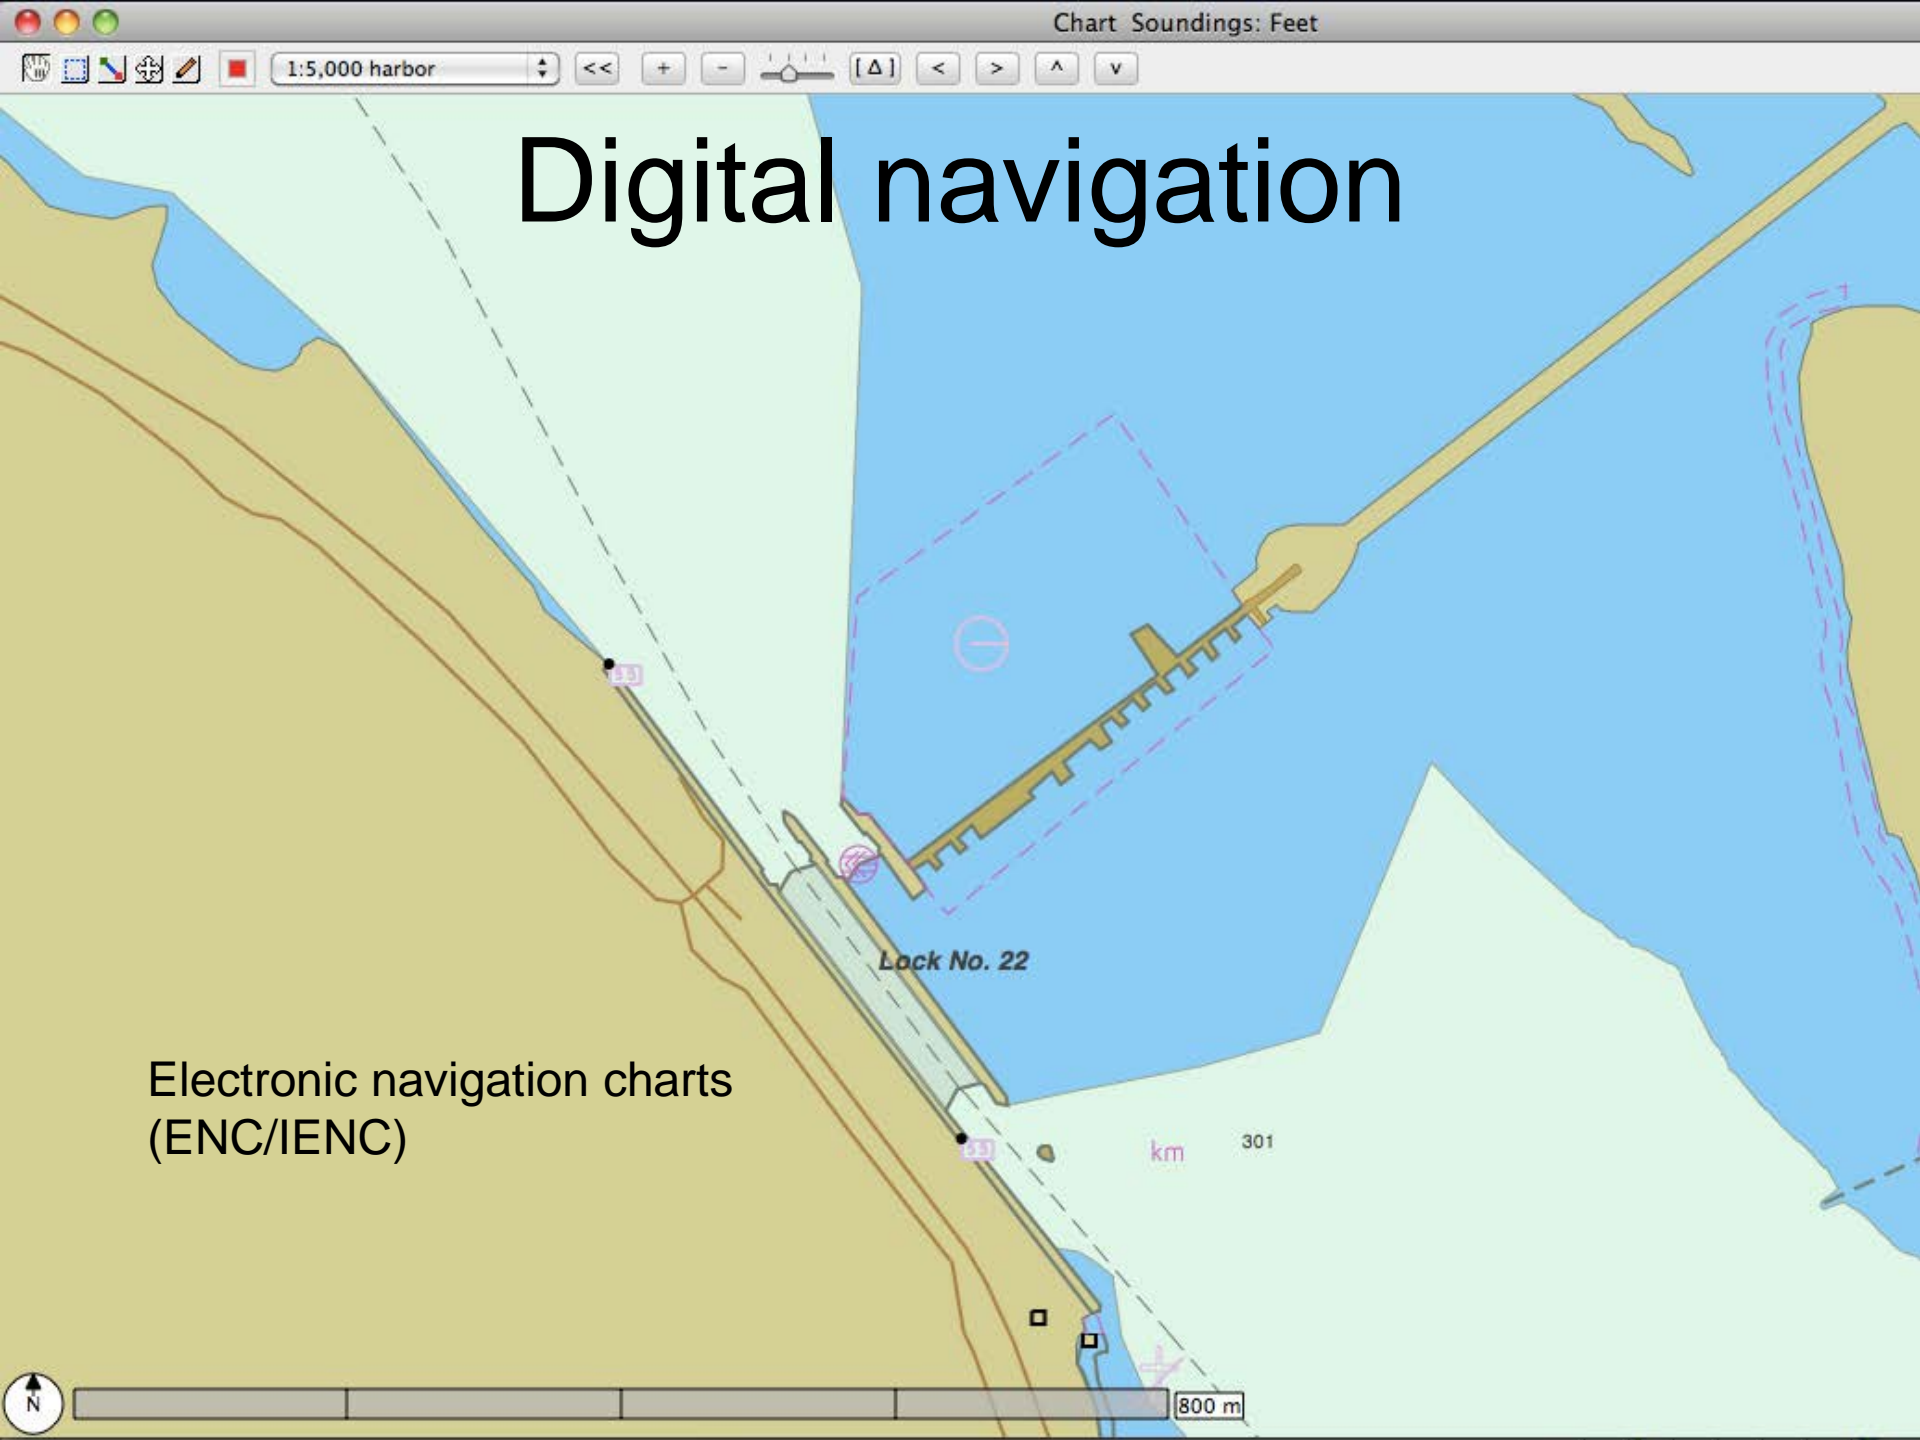 Chart Soundings: Feet
1:5,000 harbor
<< + - [Δ] < > ^ v
Digital navigation
Lock No. 22
Electronic navigation charts
(ENC/IENC)
km 301
N
800 m